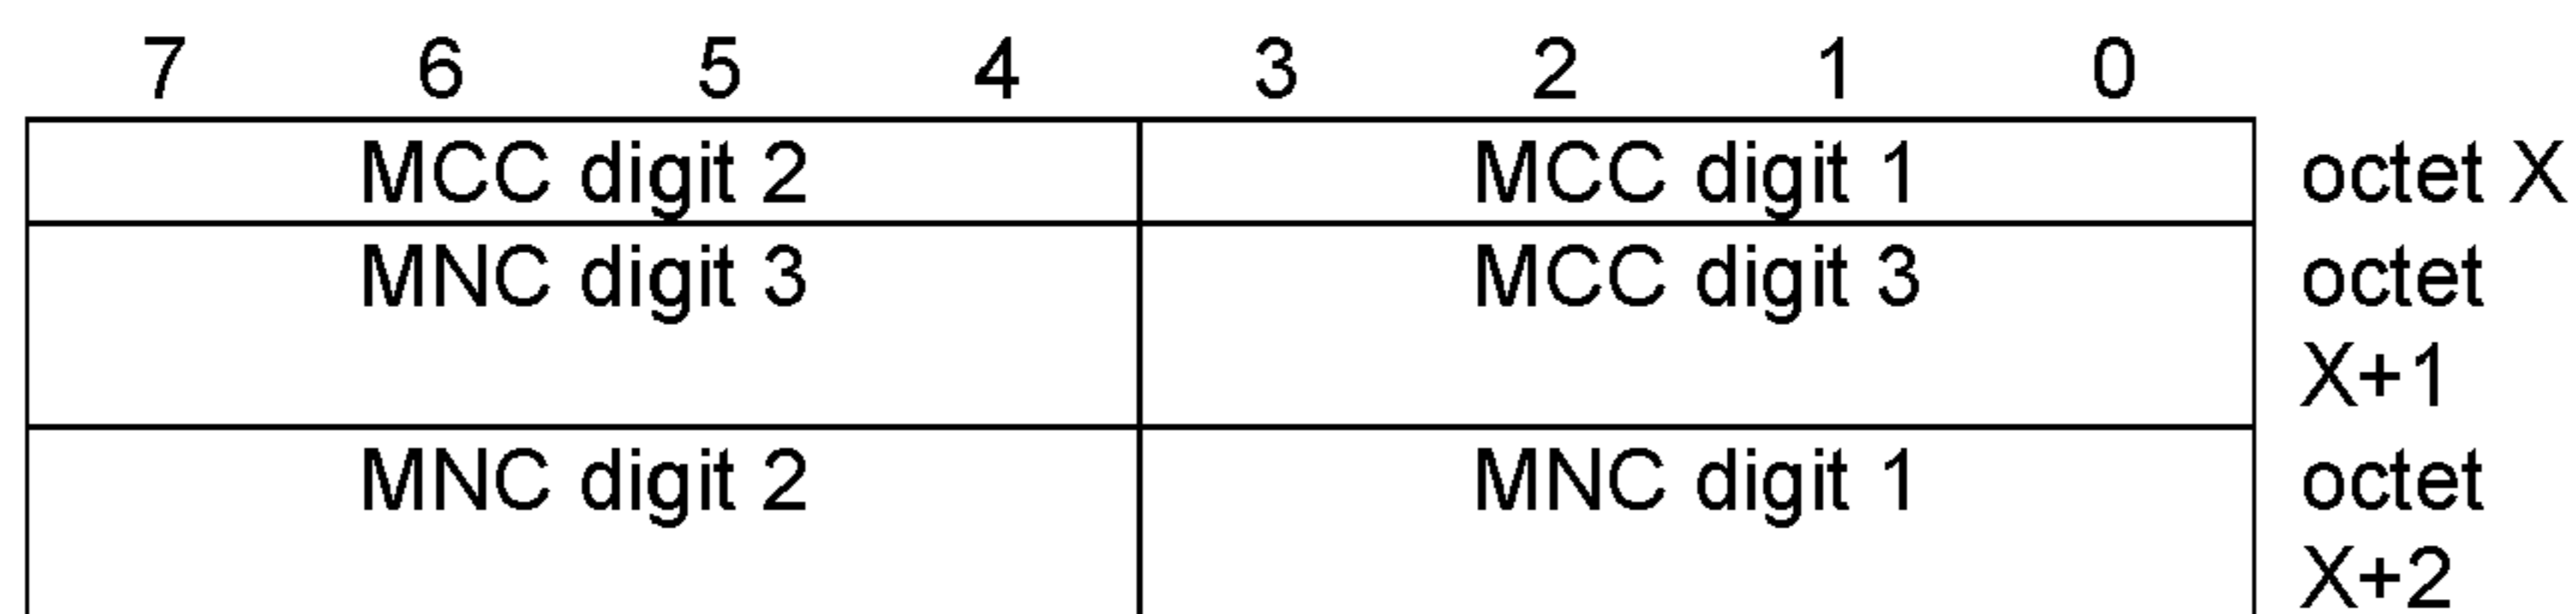 7 6 5 4 3 2 1 0
MCC digit 2 MCC digit 1 octet X
MNC digit 3 MCC digit 3 octet
X+1
MNC digit 2 MNC digit 1 octet
X+2